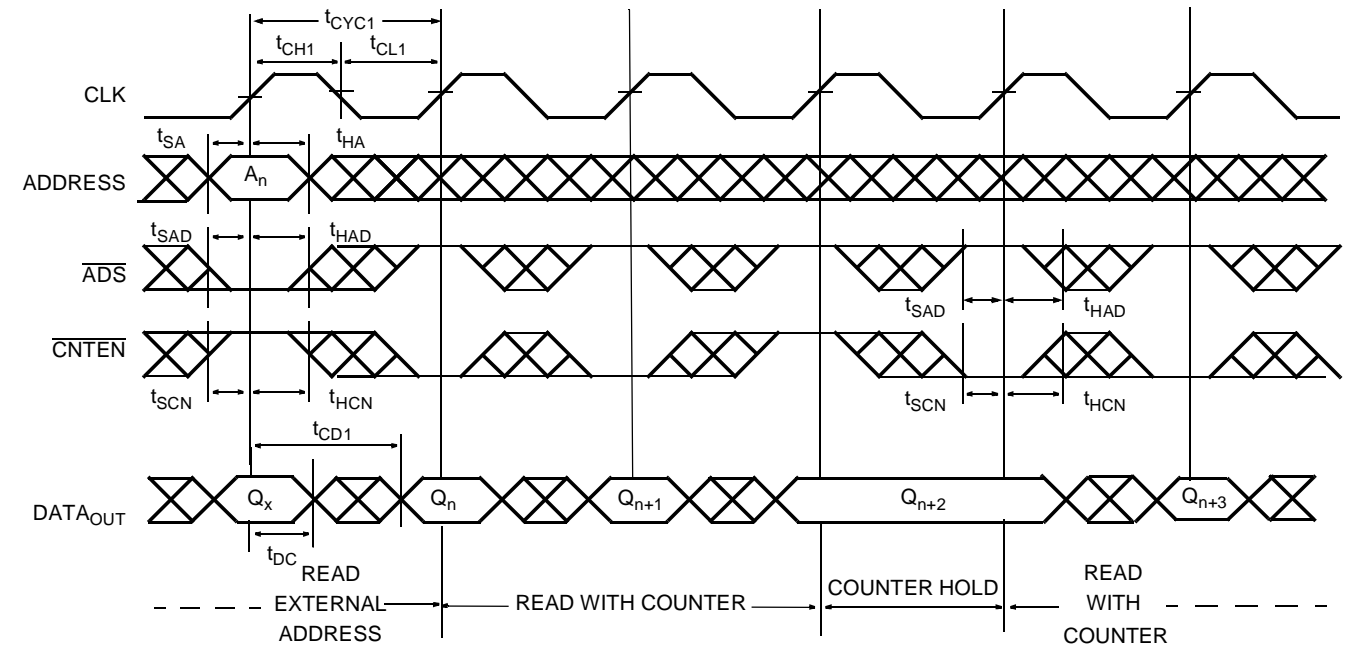 tCYC1
tCH1 tCL1
CLK
tSA tHA
ADDRESS An
tSAD tHAD
ADS
tSAD tHAD
CNTEN
tSCN tHCN tSCN tHCN
tCD1
DATAOUT Qx Qn Qn+1 Qn+2 Qn+3
tDC
READ EXTERNAL ADDRESS
READ WITH COUNTER
COUNTER HOLD
READ WITH COUNTER